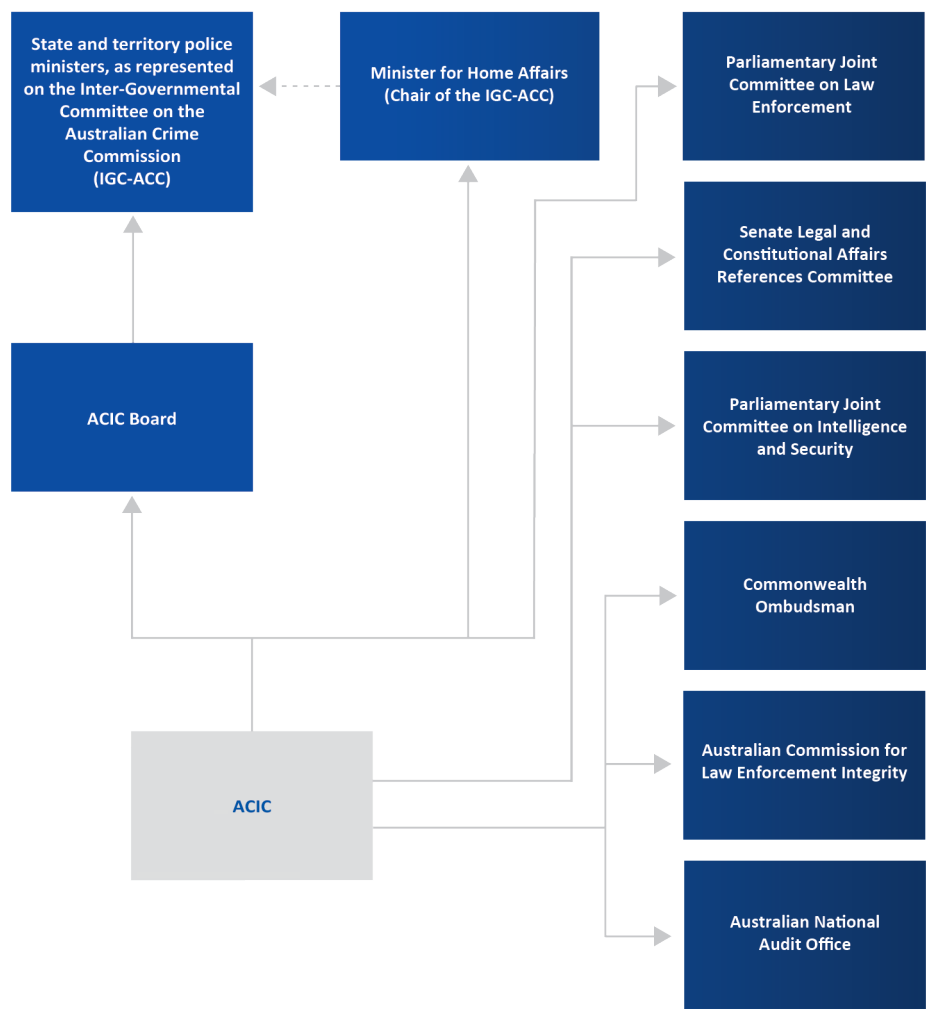 State and territory police
ministers, as represented
on the Inter-Governmental
Committee on the
Australian Crime
Commission
(IGC-ACC)
Minister for Home Affairs
(Chair of the IGC-ACC)
Parliamentary Joint
Committee on Law
Enforcement
Senate Legal and
Constitutional Affairs
References Committee
ACIC Board
Parliamentary Joint
Committee on Intelligence
and Security
Commonwealth
Ombudsman
ACIC
Australian Commission for
Law Enforcement Integrity
Australian National
Audit Office